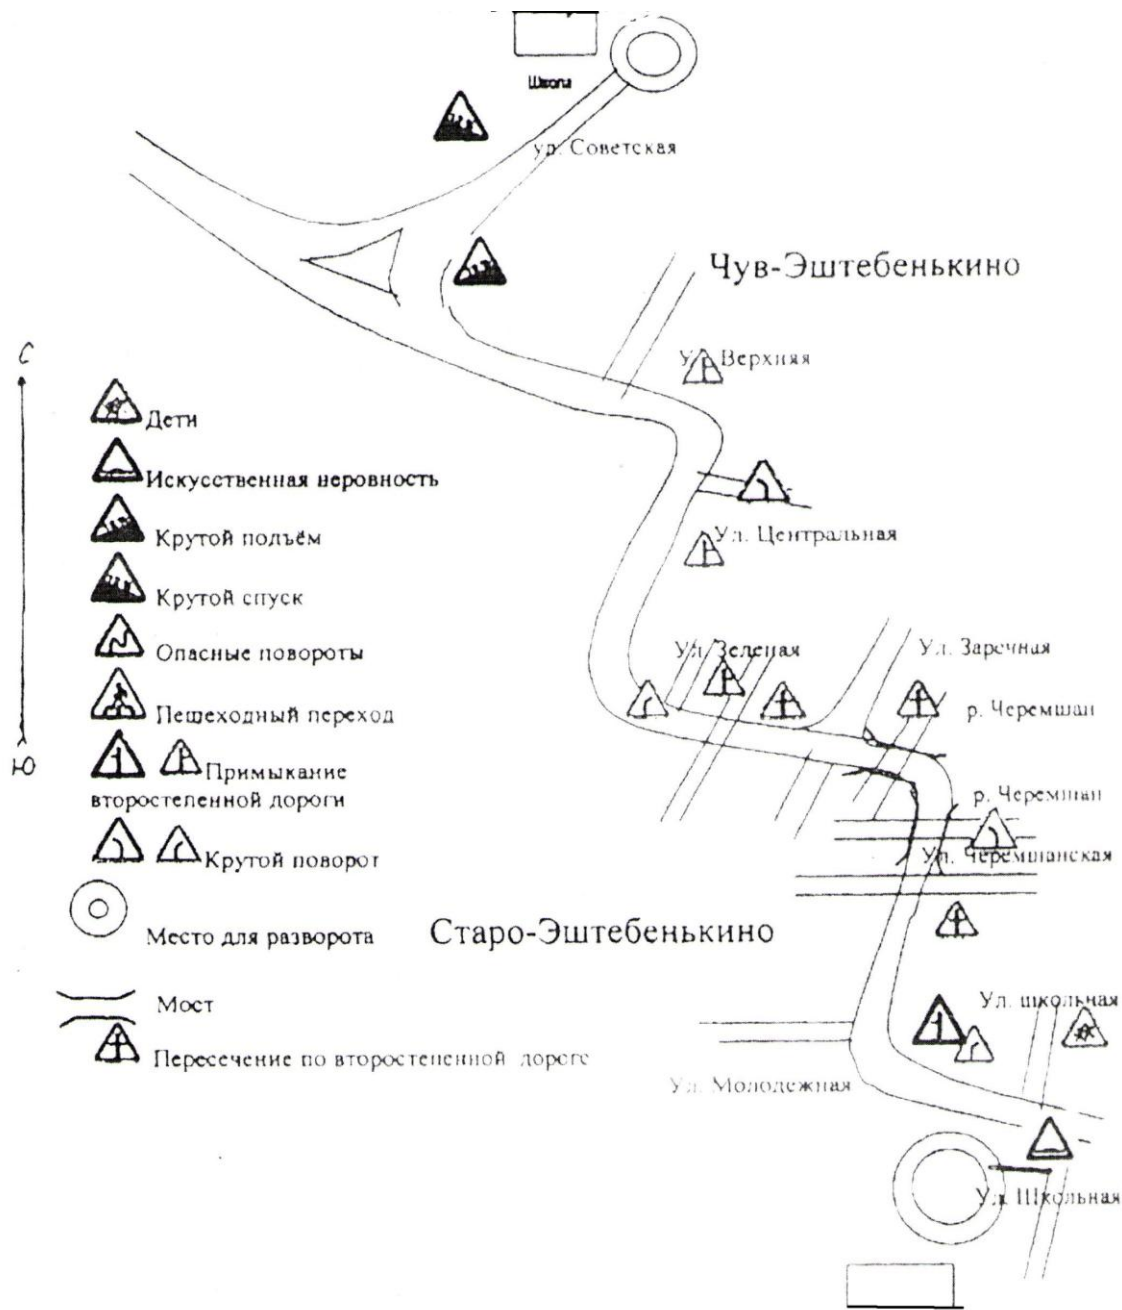 Школа
ул. Советская
Чув-Эштебенькино
Ул. Верхняя
С
Дети
Искусственная неровность
Крутой подъём
Ул. Центральная
Крутой спуск
Опасные повороты
Ул. Зеленая
Ул. Заречная
Пешеходный переход
р. Черемшан
Ю
Примыкание
второстепенной дороги
р. Черемшан
Крутой поворот
Ул. Черемшанская
Место для разворота
Старо-Эштебенькино
Мост
Ул. школьная
Пересечение по второстепенной дороге
Ул. Молодежная
Ул. Школьная